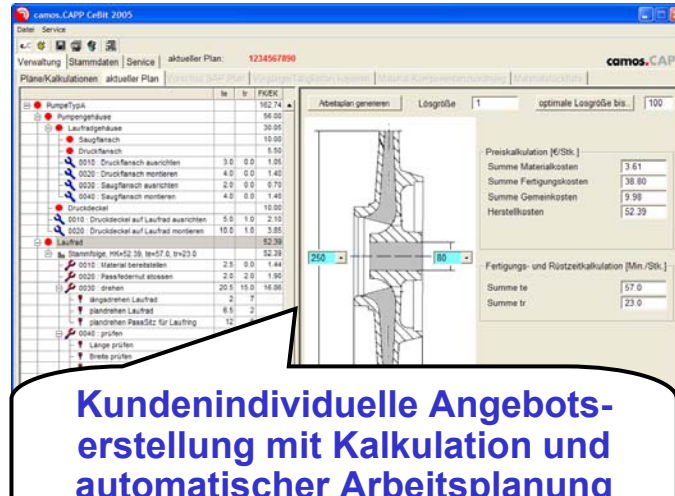 camos.CAPP CeBit 2005
Datei Service
Verwaltung Stammdaten Service aktueller Plan: 1234567890
camos.CAPP
Pläne/Kalkulationen aktueller Plan
te tr FK/EK
PumpeTypA 162.74
Pumpengehäuse 56.00
Laufradgehäuse 30.05
Saugflansch 10.00
Druckflansch 5.50
0010 : Druckflansch ausrichten 3.0 0.0 1.05
0020 : Druckflansch montieren 4.0 0.0 1.40
0030 : Saugflansch ausrichten 2.0 0.0 0.70
0040 : Saugflansch montieren 4.0 0.0 1.40
Druckdeckel 10.00
0010 : Druckdeckel auf Laufrad ausrichten 5.0 1.0 2.10
0020 : Druckdeckel auf Laufrad montieren 10.0 1.0 3.85
Laufrad 52.39
Stammfolge, HK=52.39, te=57.0, tr=23.0 52.39
0010 : Material bereitstellen 2.5 0.0 1.44
0020 : Passfedernut stossen 2.0 2.0 1.90
0030 : drehen 20.5 15.0 16.06
längsdrehen Laufrad 2 7
plandrehen Laufrad 6.5 2
plandrehen PassSitz für Laufring 12
0040 : prüfen
Länge prüfen
Breite prüfen
Arbeitsplan generieren Losgröße 1 optimale Losgröße bis.. 100
250
80
Preiskalkulation [€/Stk.]
Summe Materialkosten 3.61
Summe Fertigungskosten 38.80
Summe Gemeinkosten 9.98
Herstellkosten 52.39
Fertigungs- und Rüstzeitkalkulation [Min./Stk.]
Summe te 57.0
Summe tr 23.0
Kundenindividuelle Angebots-
erstellung mit Kalkulation und
automatischer Arbeitsplanung